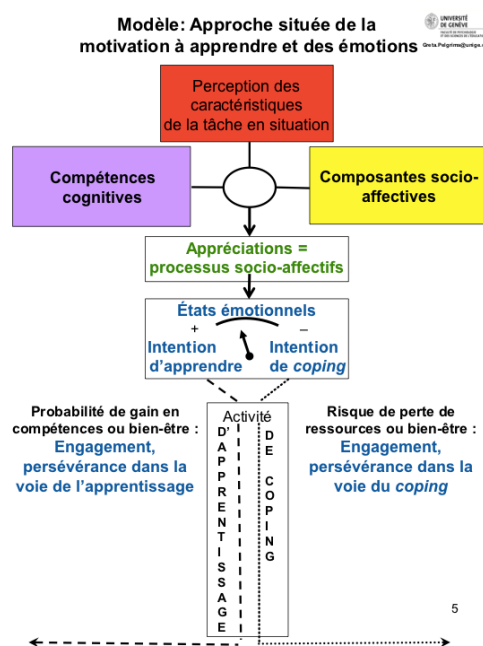 Modèle: Approche située de la
motivation à apprendre et des émotions
UNIVERSITÉ
DE GENÈVE
Perception des
caractéristiques
de la tâche en situation
Compétences
cognitives
Composantes socio-
affectives
Appréciations =
processus socio-affectifs
États émotionnels
+
–
Intention
d’apprendre
Intention
de coping
Probabilité de gain en
compétences ou bien-être :
Engagement,
persévérance dans la
voie de l’apprentissage
Activité
D’APPRENTISSAGE
DE COPING
Risque de perte de
ressources ou bien-être :
Engagement,
persévérance dans la
voie du coping
5